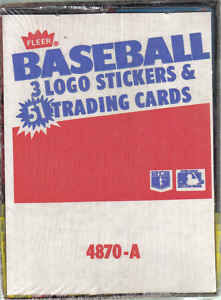 FLEER
BASEBALL
3 LOGO STICKERS &
51 TRADING CARDS
4870-A